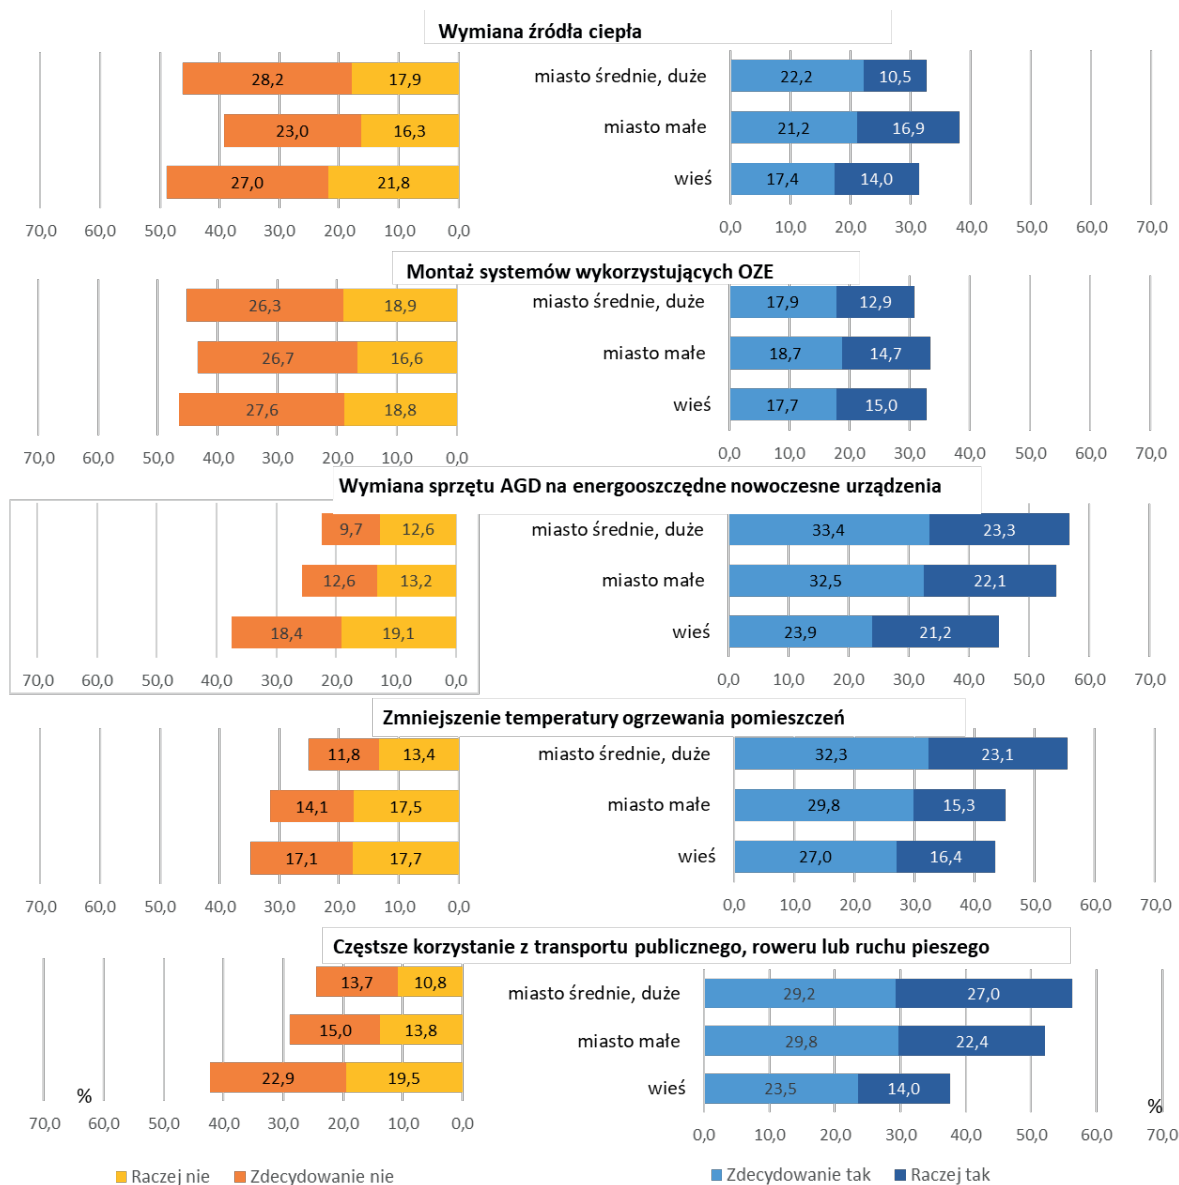 Wymiana źródła ciepła
28,2 17,9 miasto średnie, duże 22,2 10,5
23,0 16,3 miasto małe 21,2 16,9
27,0 21,8 wieś 17,4 14,0
70,0 60,0 50,0 40,0 30,0 20,0 10,0 0,0 0,0 10,0 20,0 30,0 40,0 50,0 60,0 70,0
Montaż systemów wykorzystujących OZE
26,3 18,9 miasto średnie, duże 17,9 12,9
26,7 16,6 miasto małe 18,7 14,7
27,6 18,8 wieś 17,7 15,0
70,0 60,0 50,0 40,0 30,0 20,0 10,0 0,0 0,0 10,0 20,0 30,0 40,0 50,0 60,0 70,0
Wymiana sprzętu AGD na energooszczędne nowoczesne urządzenia
9,7 12,6 miasto średnie, duże 33,4 23,3
12,6 13,2 miasto małe 32,5 22,1
18,4 19,1 wieś 23,9 21,2
70,0 60,0 50,0 40,0 30,0 20,0 10,0 0,0 0,0 10,0 20,0 30,0 40,0 50,0 60,0 70,0
Zmniejszenie temperatury ogrzewania pomieszczeń
11,8 13,4 miasto średnie, duże 32,3 23,1
14,1 17,5 miasto małe 29,8 15,3
17,1 17,7 wieś 27,0 16,4
70,0 60,0 50,0 40,0 30,0 20,0 10,0 0,0 0,0 10,0 20,0 30,0 40,0 50,0 60,0 70,0
Częstsze korzystanie z transportu publicznego, roweru lub ruchu pieszego
13,7 10,8 miasto średnie, duże 29,2 27,0
15,0 13,8 miasto małe 29,8 22,4
22,9 19,5 wieś 23,5 14,0
% %
70,0 60,0 50,0 40,0 30,0 20,0 10,0 0,0 0,0 10,0 20,0 30,0 40,0 50,0 60,0 70,0
Raczej nie Zdecydowanie nie Zdecydowanie tak Raczej tak